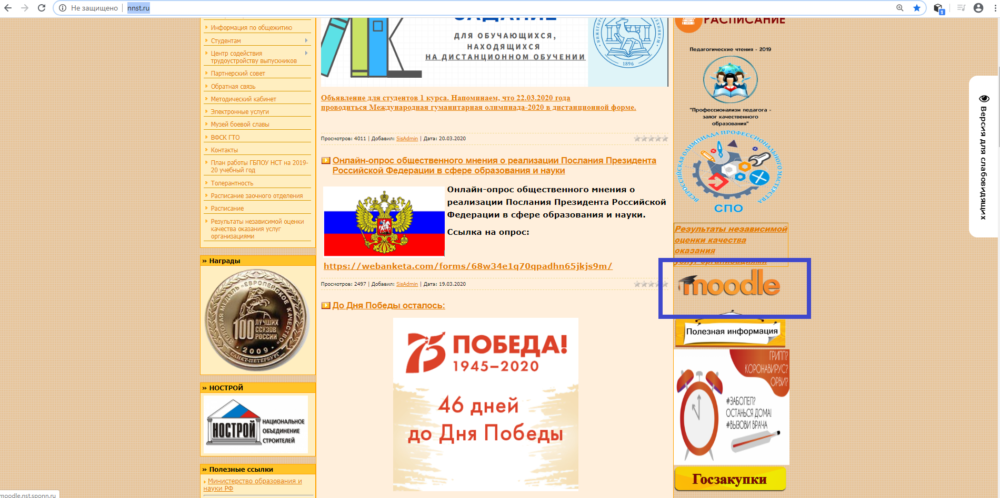 Не защищено
nnst.ru
1
Информация по общежитию
Студентам
Центр содействия
трудоустройству выпускников
Партнерский совет
Обратная связь
Методический кабинет
Электронные услуги
Музей боевой славы
ВФСК ГТО
Контакты
План работы ГБПОУ НСТ на 2019-
20 учебный год
Толерантность
Расписание заочного отделения
Расписание
Результаты независимой оценки
качества оказания услуг
организациями
» Награды
ЗОЛОТАЯ МЕДАЛЬ «ЕВРОПЕЙСКОЕ КАЧЕСТВО»
100 ЛУЧШИХ
ССУЗОВ
РОССИИ
• 2009 •
САНКТ-ПЕТЕРБУРГ
» НОСТРОЙ
НОСТРОЙ
НАЦИОНАЛЬНОЕ
ОБЪЕДИНЕНИЕ
СТРОИТЕЛЕЙ
» Полезные ссылки
Министерство образования и
науки РФ
moodle.nst.sponn.ru
ЗАДАНИЕ
ДЛЯ ОБУЧАЮЩИХСЯ,
НАХОДЯЩИХСЯ
НА ДИСТАНЦИОННОМ ОБУЧЕНИИ
1896
Объявление для студентов 1 курса. Напоминаем, что 22.03.2020 года
проводиться Международная гуманитарная олимпиада-2020 в дистанционной форме.
Просмотров: 4011 | Добавил: SisAdmin | Дата: 20.03.2020
Онлайн-опрос общественного мнения о реализации Послания Президента
Российской Федерации в сфере образования и науки
Онлайн-опрос общественного мнения о
реализации Послания Президента Российской
Федерации в сфере образования и науки.
Ссылка на опрос:
https://webanketa.com/forms/68w34e1q70qpadhn65jkjs9m/
Просмотров: 2497 | Добавил: SisAdmin | Дата: 19.03.2020
До Дня Победы осталось:
75 ПОБЕДА!
1945–2020
46 дней
до Дня Победы
РАСПИСАНИЕ
Педагогические чтения - 2019
"Профессионализм педагога -
залог качественного
образования"
ВСЕРОССИЙСКАЯ ОЛИМПИАДА ПРОФЕССИОНАЛЬНОГО МАСТЕРСТВА
СПО
Результаты независимой
оценки качества
оказания
услуг организациями
moodle
Полезная информация
ГРИПП?
КОРОНАВИРУС?
ОРВИ?
#ЗАБОЛЕЛ?
ОСТАНЬСЯ ДОМА!
#ВЫЗОВИ ВРАЧА
Госзакупки
Версия для слабовидящих